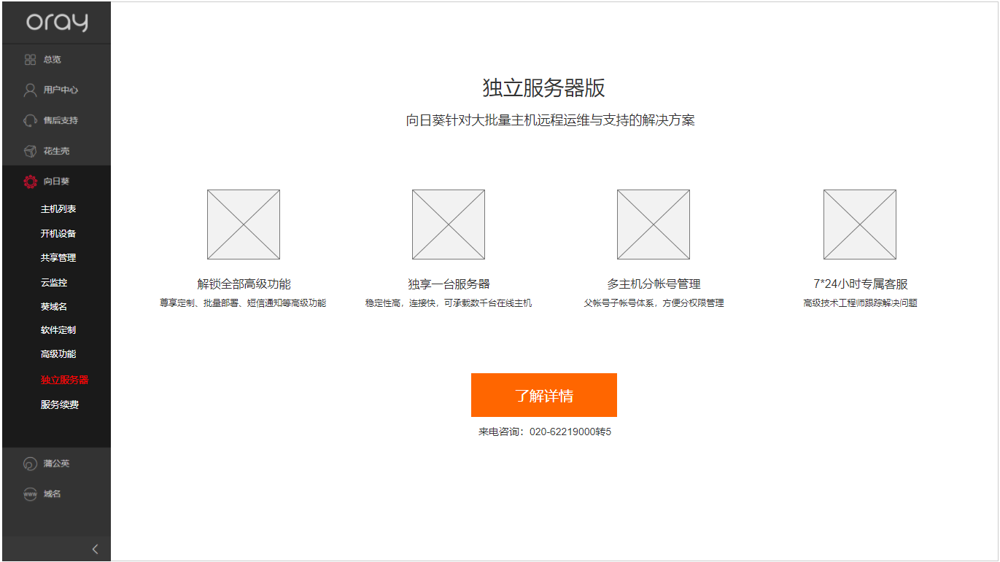 oray
总览
用户中心
售后支持
花生壳
向日葵
主机列表
开机设备
共享管理
云监控
葵域名
软件定制
高级功能
独立服务器
服务续费
蒲公英
www 域名
独立服务器版
向日葵针对大批量主机远程运维与支持的解决方案
解锁全部高级功能
尊享定制、批量部署、短信通知等高级功能
独享一台服务器
稳定性高，连接快，可承载数千台在线主机
多主机分帐号管理
父帐号子帐号体系，方便分权限管理
7*24小时专属客服
高级技术工程师跟踪解决问题
了解详情
来电咨询：020-62219000转5